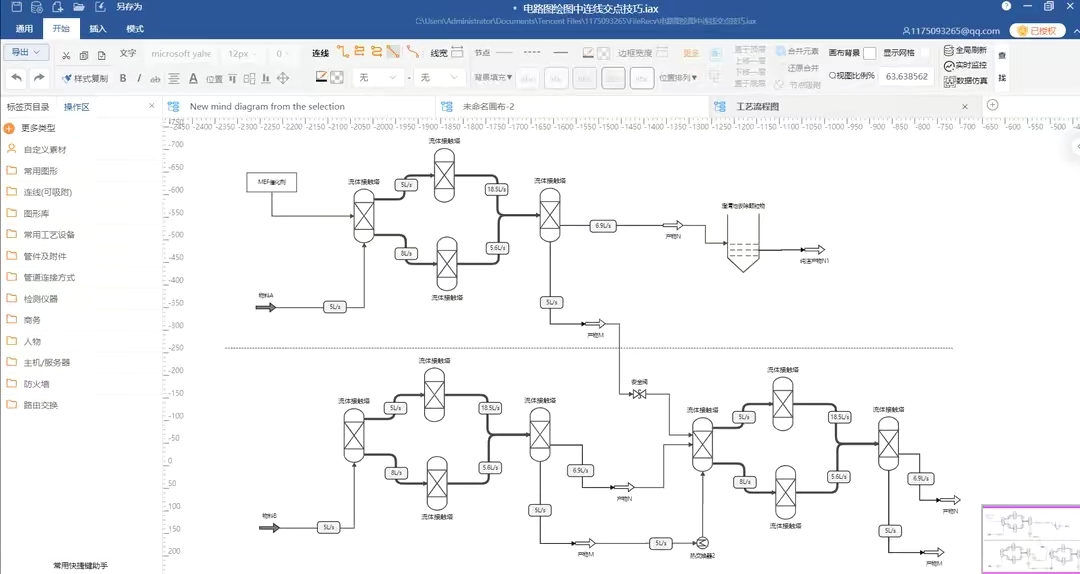 另存为
电路图绘图中连线交点技巧.iax
C:\Users\Administrator\Documents\Tencent Files\1175093265\FileRecv\电路图绘图中连线交点技巧.iax
通用 开始 插入 模式
1175093265@qq.com 已授权
导出 文字 microsoft yahe 12px 0 连线 线宽 节点 边框宽度 更多 置于顶层 合并元素 画布背景 显示网格 全局刷新 查
上移一层 还原合并 实时监控
样式复制 B I ab A 位置 无 无 背景填充 位置排列 下移一层 视图比例% 63.638562 找
置于底层 节点吸附 数据仿真
标签页目录 操作区 × New mind diagram from the selection 未命名画布-2 工艺流程图 ×
更多类型
自定义素材
常用图形
连线(可吸附)
图形库
常用工艺设备
管件及附件
管道连接方式
检测仪器
商务
人物
主机/服务器
防火墙
路由交换
常用快捷键助手
-2450 -2400 -2350 -2300 -2250 -2200 -2150 -2100 -2050 -2000 -1950 -1900 -1850 -1800 -1750 -1700 -1650 -1600 -1550 -1500 -1450 -1400 -1350 -1300 -1250 -1200 -1150 -1100 -1050 -1000 -950 -900 -850 -800 -750 -700 -650 -600 -550 -500 -450
-750
-700
-650
-600
-550
-500
-450
-400
-350
-300
-250
-200
-150
-100
-50
0
50
100
150
200
流体接触塔
流体接触塔 5L/s 18.5L/s 流体接触塔
MEF催化剂
8L/s 5.6L/s 6.9L/s
产物N
纯洁产物N1
流体接触塔
物料A 5L/s
5L/s
产物M
安全阀
流体接触塔
流体接触塔 5L/s 18.5L/s 流体接触塔
8L/s 5.6L/s 6.9L/s
产物N
流体接触塔
物料B 5L/s
5L/s
产物M
5L/s
热交换器2
流体接触塔
流体接触塔 5L/s 18.5L/s 流体接触塔
8L/s 5.6L/s 6.9L/s
产物N
流体接触塔
5L/s
产物M